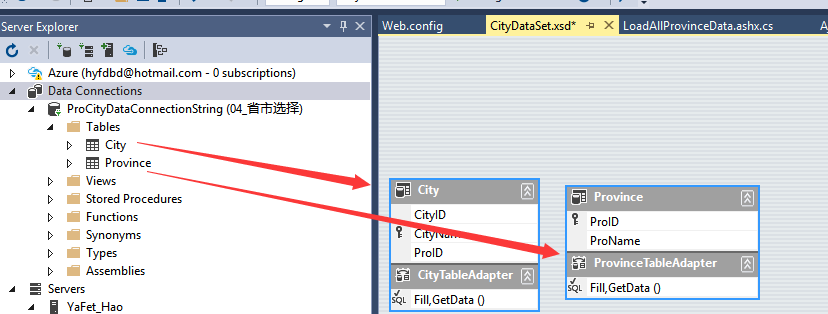 Web.config
CityDataSet.xsd*
LoadAllProvinceData.ashx.cs
Server Explorer
Azure (hyfdbd@hotmail.com - 0 subscriptions)
Data Connections
ProCityDataConnectionString (04_省市选择)
Tables
City
Province
Views
Stored Procedures
Functions
Synonyms
Types
Assemblies
Servers
YaFet_Hao
City
CityID
CityName
ProID
CityTableAdapter
SQL
Fill,GetData ()
Province
ProID
ProName
ProvinceTableAdapter
SQL
Fill,GetData ()